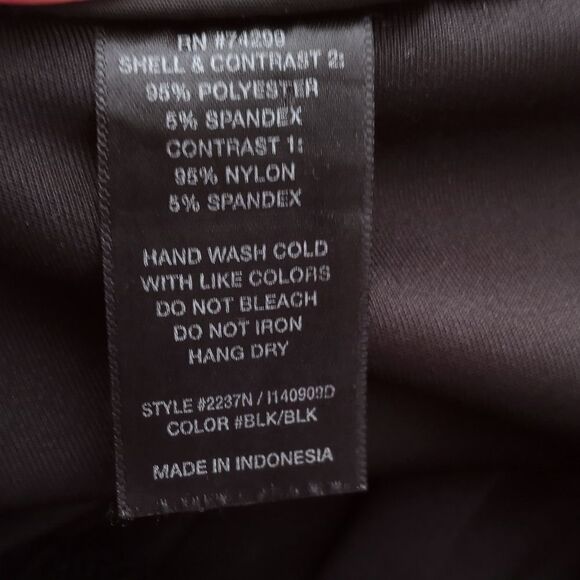 RN #74299
SHELL & CONTRAST 2:
95% POLYESTER
5% SPANDEX
CONTRAST 1:
95% NYLON
5% SPANDEX
HAND WASH COLD
WITH LIKE COLORS
DO NOT BLEACH
DO NOT IRON
HANG DRY
STYLE #2237N / I140909D
COLOR #BLK/BLK
MADE IN INDONESIA